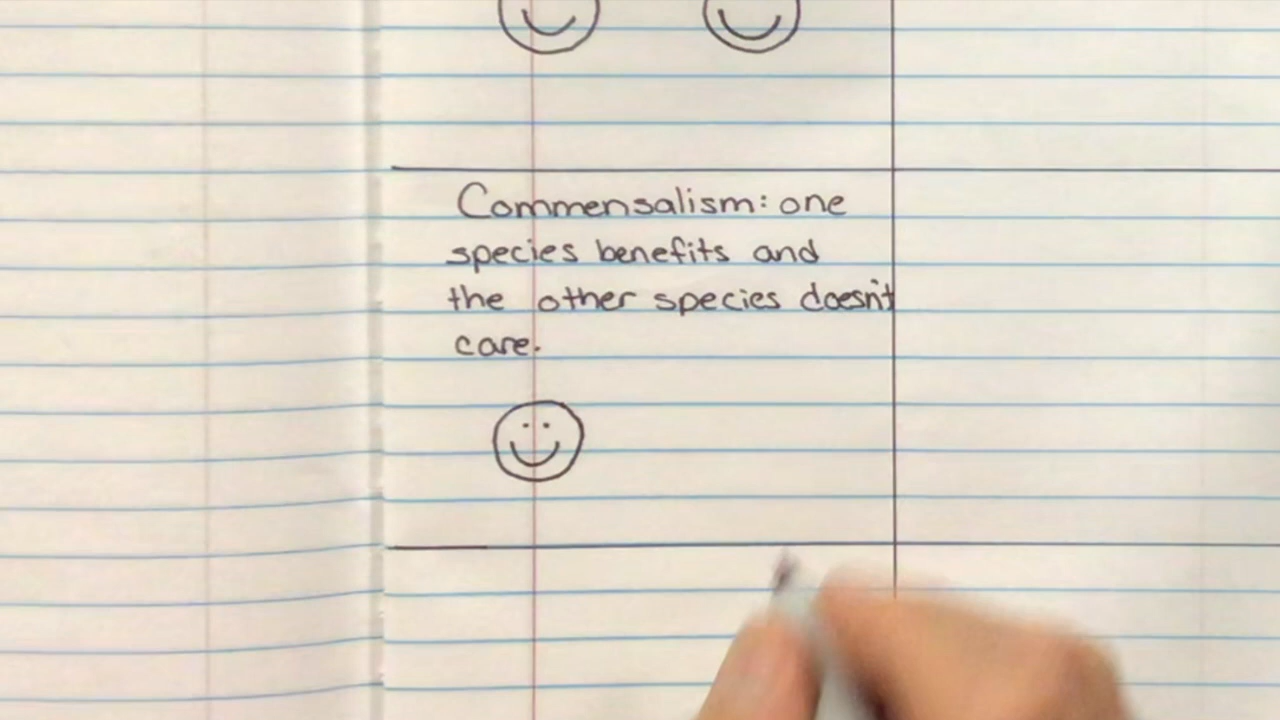 Commensalism: one
species benefits and
the other species doesn't
care.